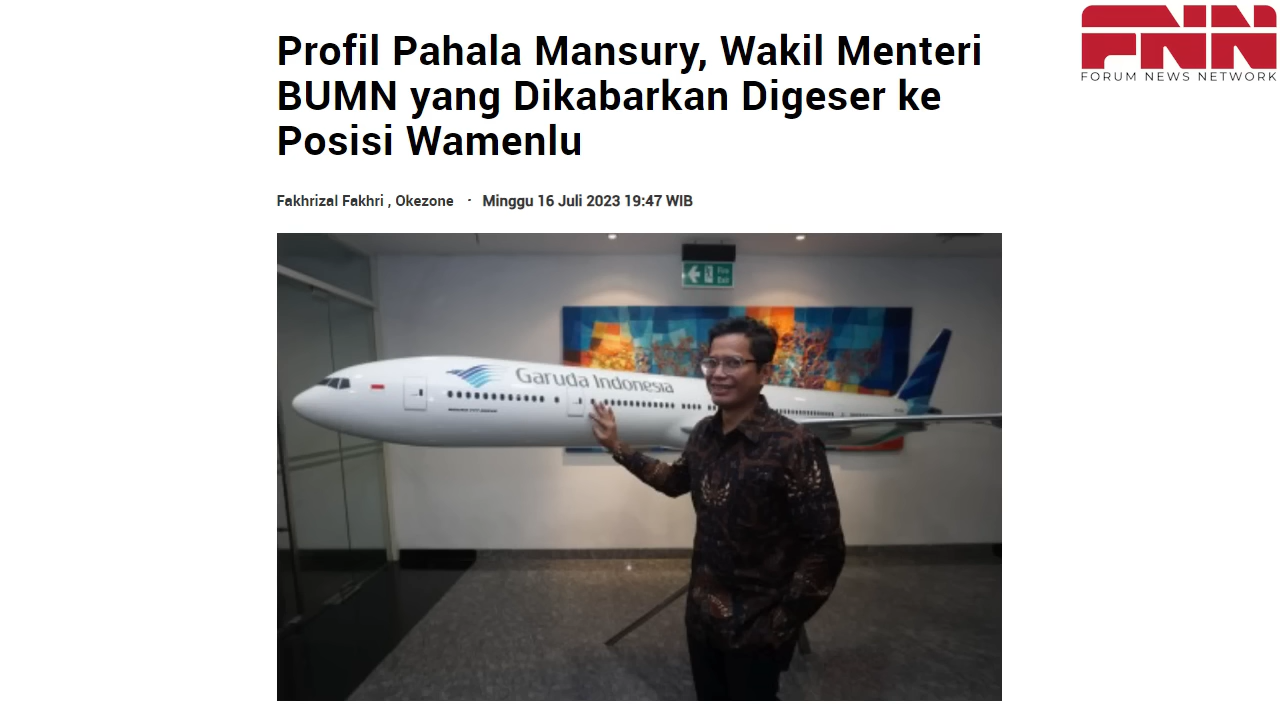 FNN
FORUM NEWS NETWORK
Profil Pahala Mansury, Wakil Menteri
BUMN yang Dikabarkan Digeser ke
Posisi Wamenlu
Fakhrizal Fakhri , Okezone · Minggu 16 Juli 2023 19:47 WIB
Garuda Indonesia